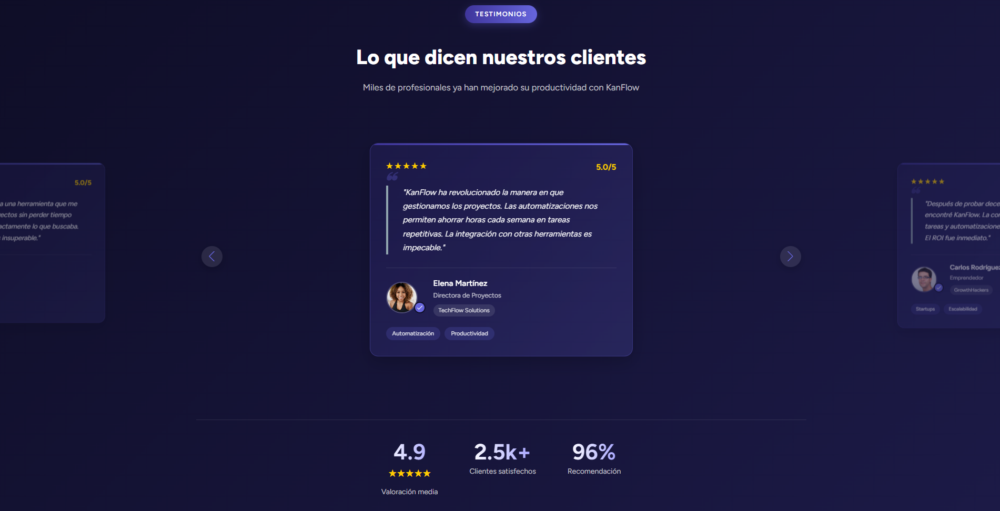 TESTIMONIOS
Lo que dicen nuestros clientes
Miles de profesionales ya han mejorado su productividad con KanFlow
5.0/5
a una herramienta que me
yectos sin perder tiempo
actamente lo que buscaba.
insuperable."
★★★★★ 5.0/5
"KanFlow ha revolucionado la manera en que
gestionamos los proyectos. Las automatizaciones nos
permiten ahorrar horas cada semana en tareas
repetitivas. La integración con otras herramientas es
impecable."
Elena Martínez
Directora de Proyectos
TechFlow Solutions
Automatización Productividad
★★★★★
"Después de probar dece
encontré KanFlow. La co
tareas y automatizacione
El ROI fue inmediato."
Carlos Rodríguez
Emprendedor
GrowthHackers
Startups Escalabilidad
4.9 2.5k+ 96%
★★★★★ Clientes satisfechos Recomendación
Valoración media